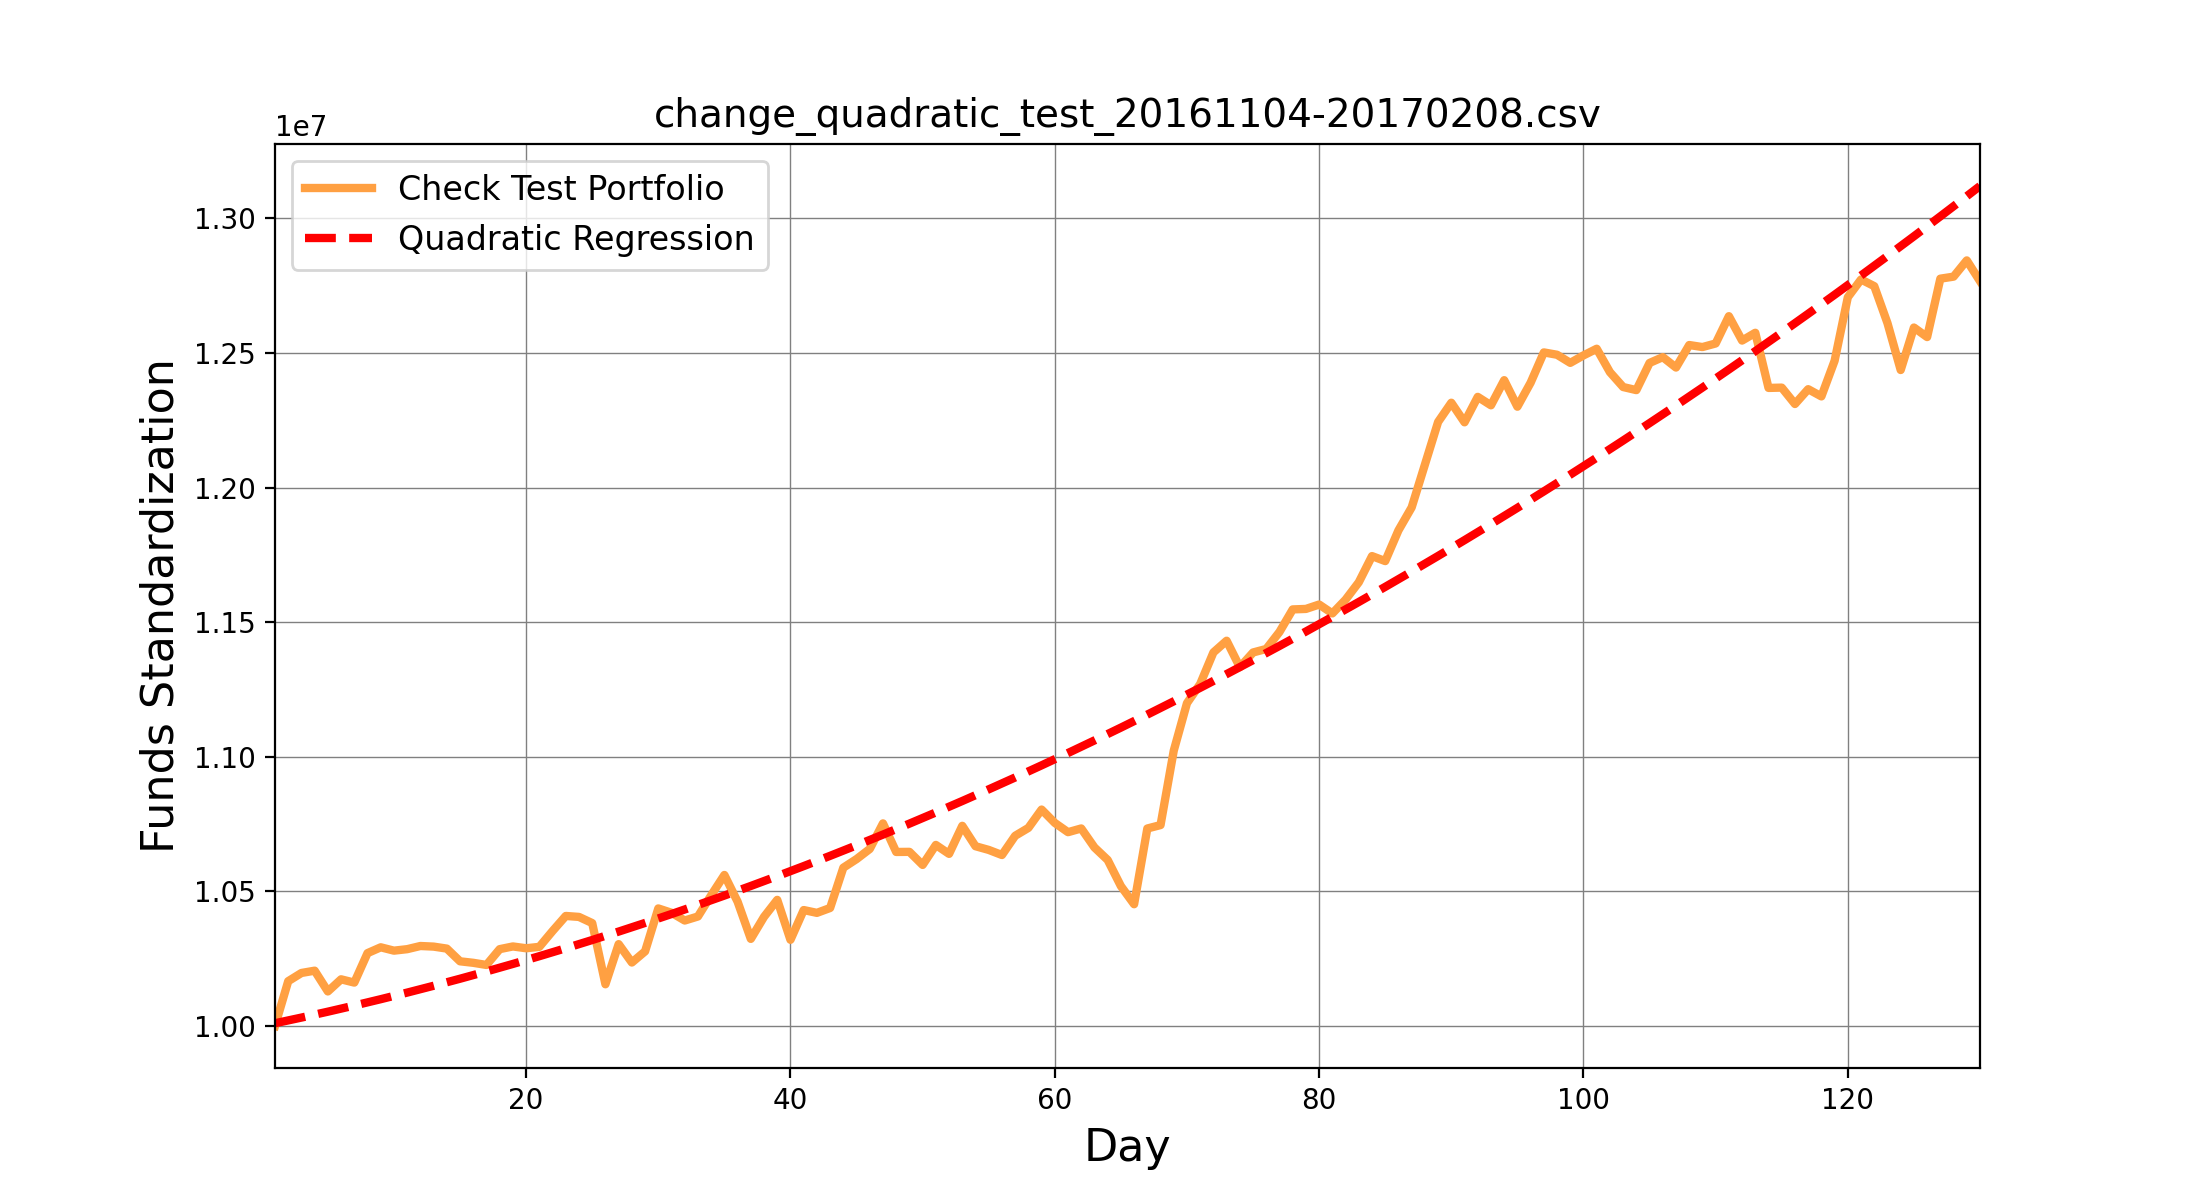 change_quadratic_test_20161104-20170208.csv
1e7
Check Test Portfolio
Quadratic Regression
Funds Standardization
1.30
1.25
1.20
1.15
1.10
1.05
1.00
20 40 60 80 100 120
Day